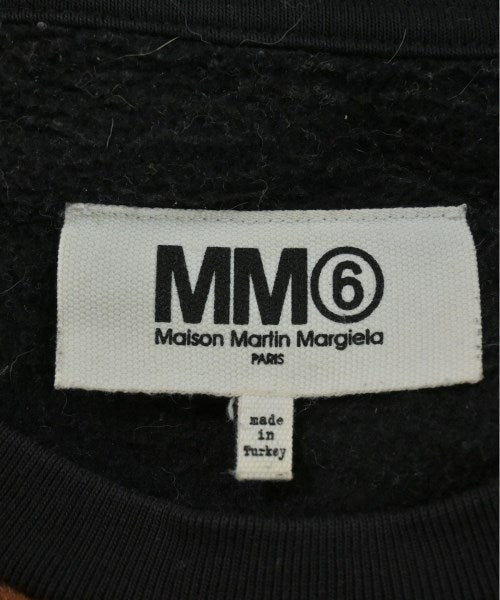 MM⑥
Maison Martin Margiela
PARIS
made
in
Turkey